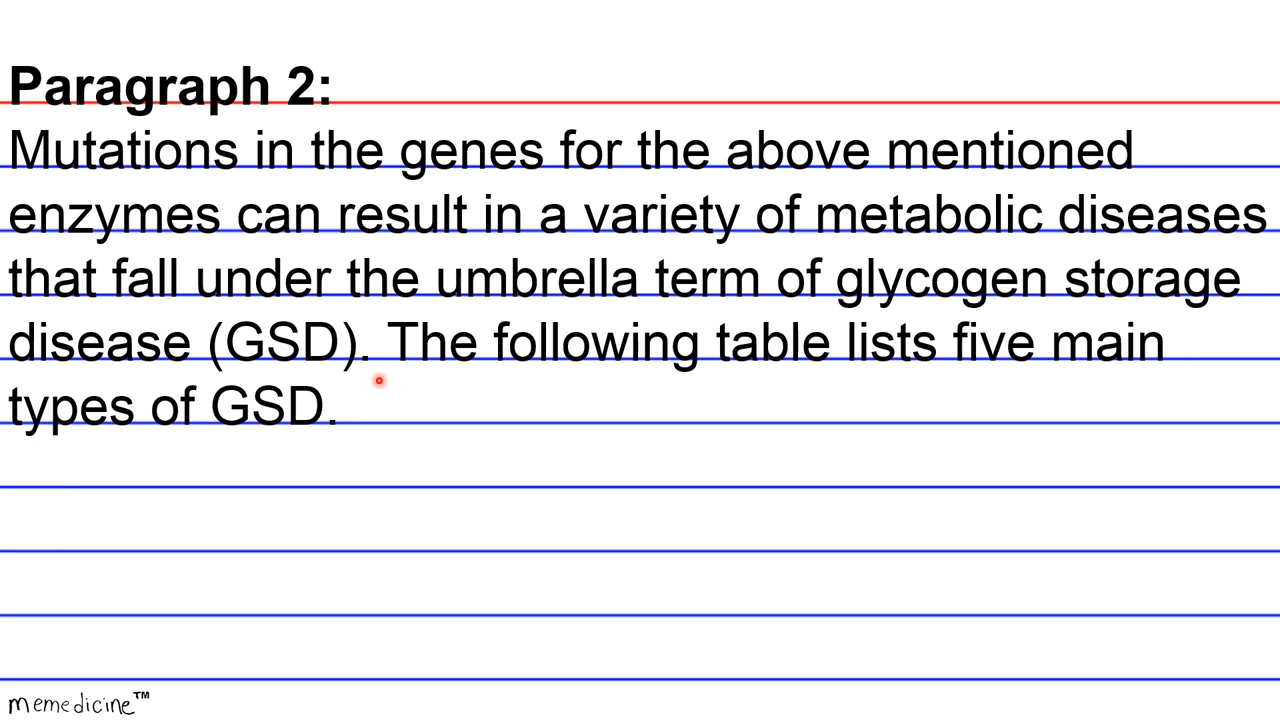 Paragraph 2:
Mutations in the genes for the above mentioned
enzymes can result in a variety of metabolic diseases
that fall under the umbrella term of glycogen storage
disease (GSD). The following table lists five main
types of GSD.
memedicine™